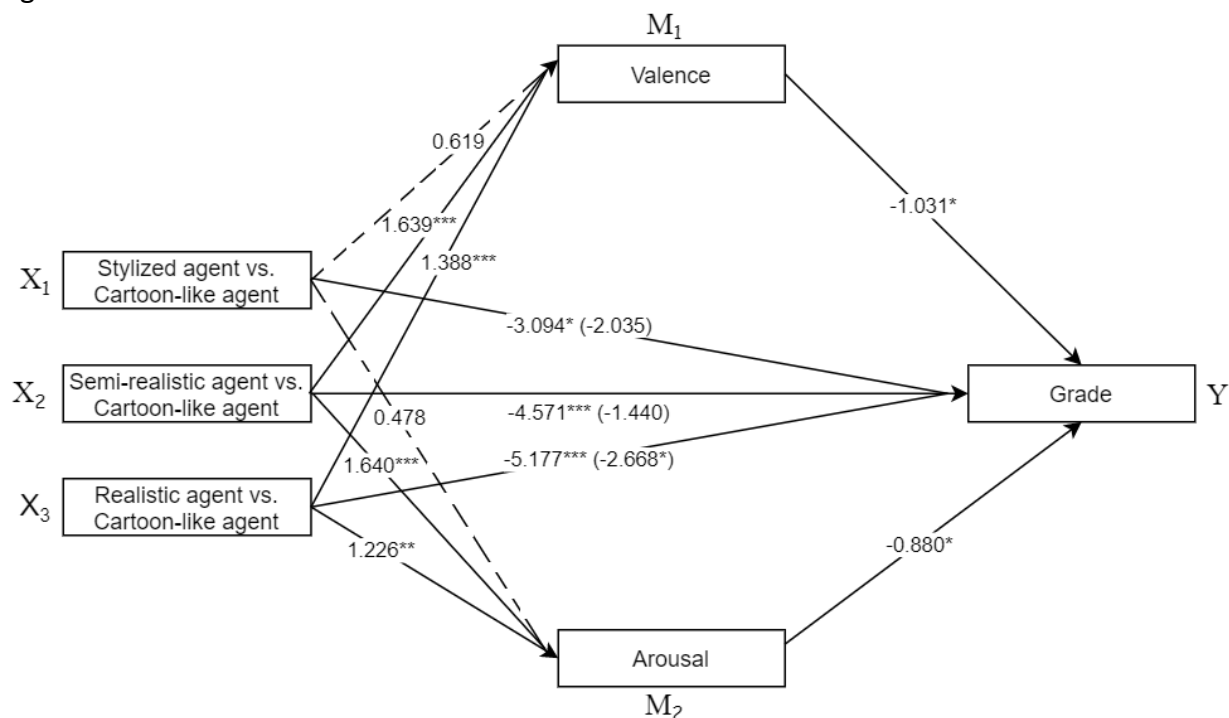 M₁
Valence
0.619
-1.031*
1.639***
1.388***
X₁
Stylized agent vs.
Cartoon-like agent
-3.094* (-2.035)
X₂
Semi-realistic agent vs.
Cartoon-like agent
-4.571*** (-1.440)
Grade
Y
0.478
-5.177*** (-2.668*)
1.640***
X₃
Realistic agent vs.
Cartoon-like agent
1.226**
-0.880*
Arousal
M₂